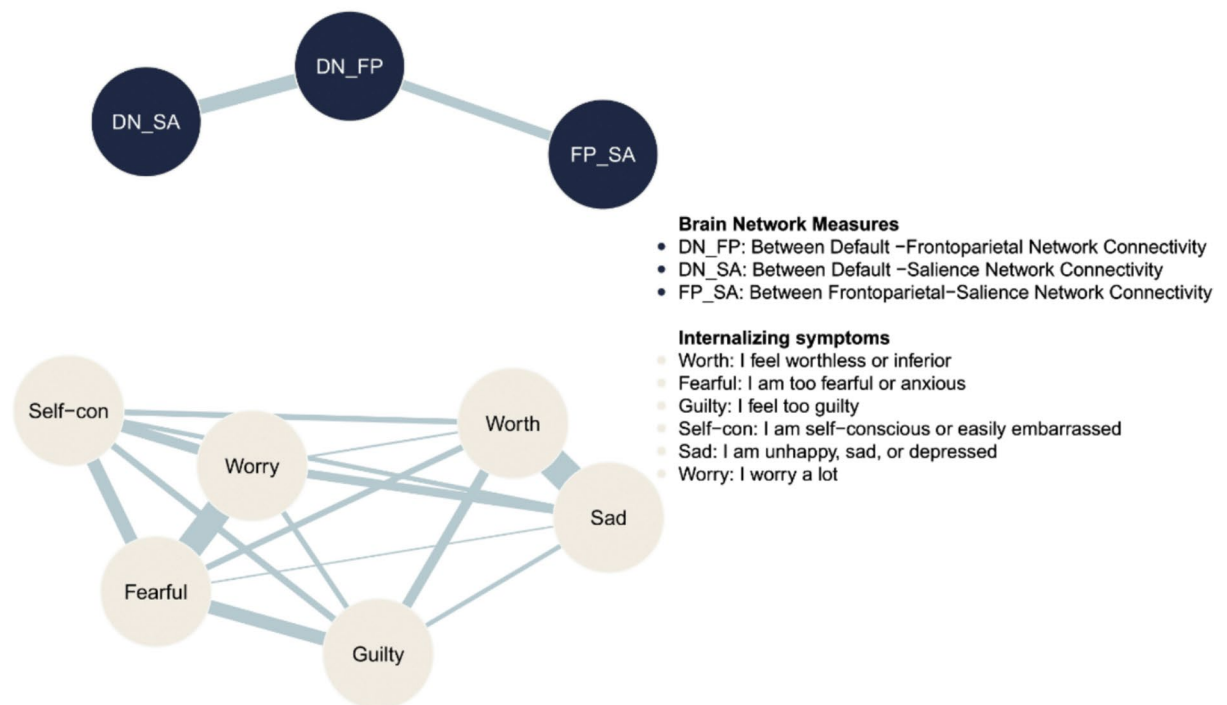 DN_FP
DN_SA
FP_SA
Brain Network Measures
• DN_FP: Between Default −Frontoparietal Network Connectivity
• DN_SA: Between Default −Salience Network Connectivity
• FP_SA: Between Frontoparietal−Salience Network Connectivity
Internalizing symptoms
• Worth: I feel worthless or inferior
• Fearful: I am too fearful or anxious
• Guilty: I feel too guilty
• Self−con: I am self−conscious or easily embarrassed
• Sad: I am unhappy, sad, or depressed
• Worry: I worry a lot
Self−con
Worth
Worry
Sad
Fearful
Guilty